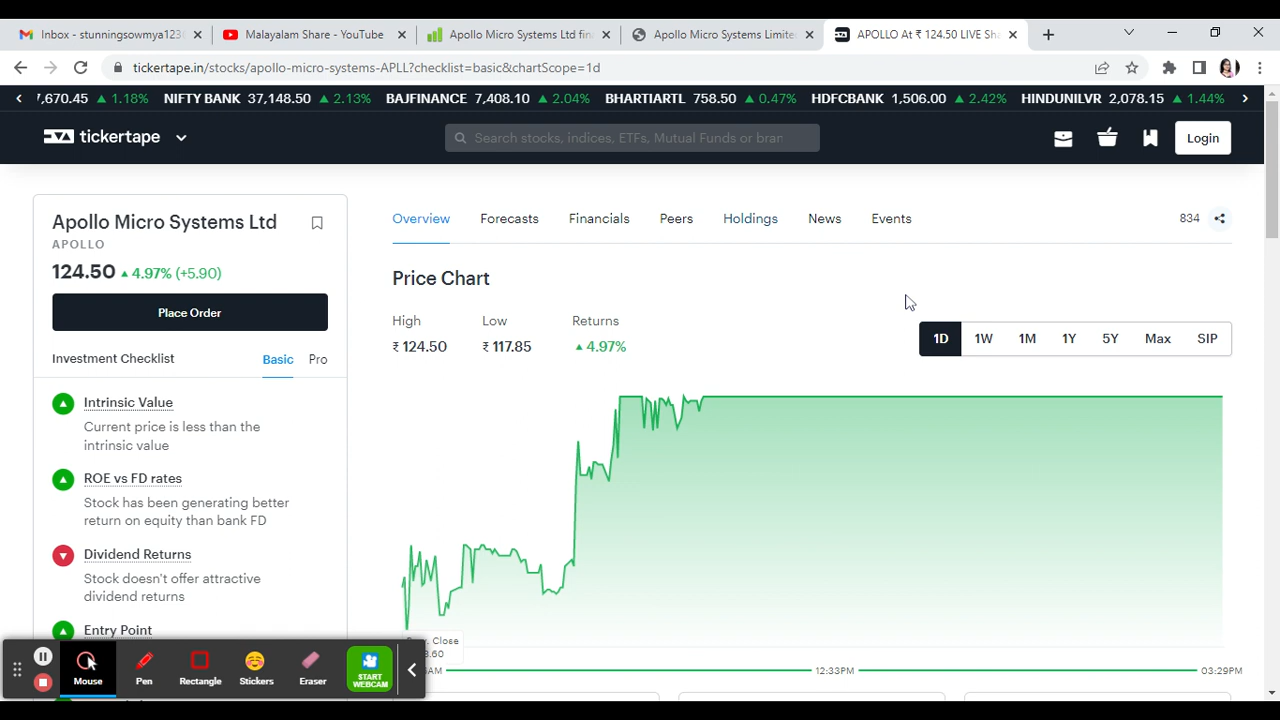 Inbox - stunningsowmya123
Malayalam Share - YouTube
Apollo Micro Systems Ltd fin
Apollo Micro Systems Limite
APOLLO At ₹ 124.50 LIVE Sha
tickertape.in/stocks/apollo-micro-systems-APLL?checklist=basic&chartScope=1d
7,670.45 ▲ 1.18% NIFTY BANK 37,148.50 ▲ 2.13% BAJFINANCE 7,408.10 ▲ 2.04% BHARTIARTL 758.50 ▲ 0.47% HDFCBANK 1,506.00 ▲ 2.42% HINDUNILVR 2,078.15 ▲ 1.44%
tickertape
Search stocks, indices, ETFs, Mutual Funds or bran
Login
Apollo Micro Systems Ltd
APOLLO
124.50 ▲ 4.97% (+5.90)
Place Order
Investment Checklist Basic Pro
Intrinsic Value
Current price is less than the
intrinsic value
ROE vs FD rates
Stock has been generating better
return on equity than bank FD
Dividend Returns
Stock doesn't offer attractive
dividend returns
Entry Point
Overview Forecasts Financials Peers Holdings News Events
834
Price Chart
High Low Returns
₹ 124.50 ₹ 117.85 ▲ 4.97%
1D 1W 1M 1Y 5Y Max SIP
Close
12:33PM 03:29PM
Mouse Pen Rectangle Stickers Eraser
START
WEBCAM